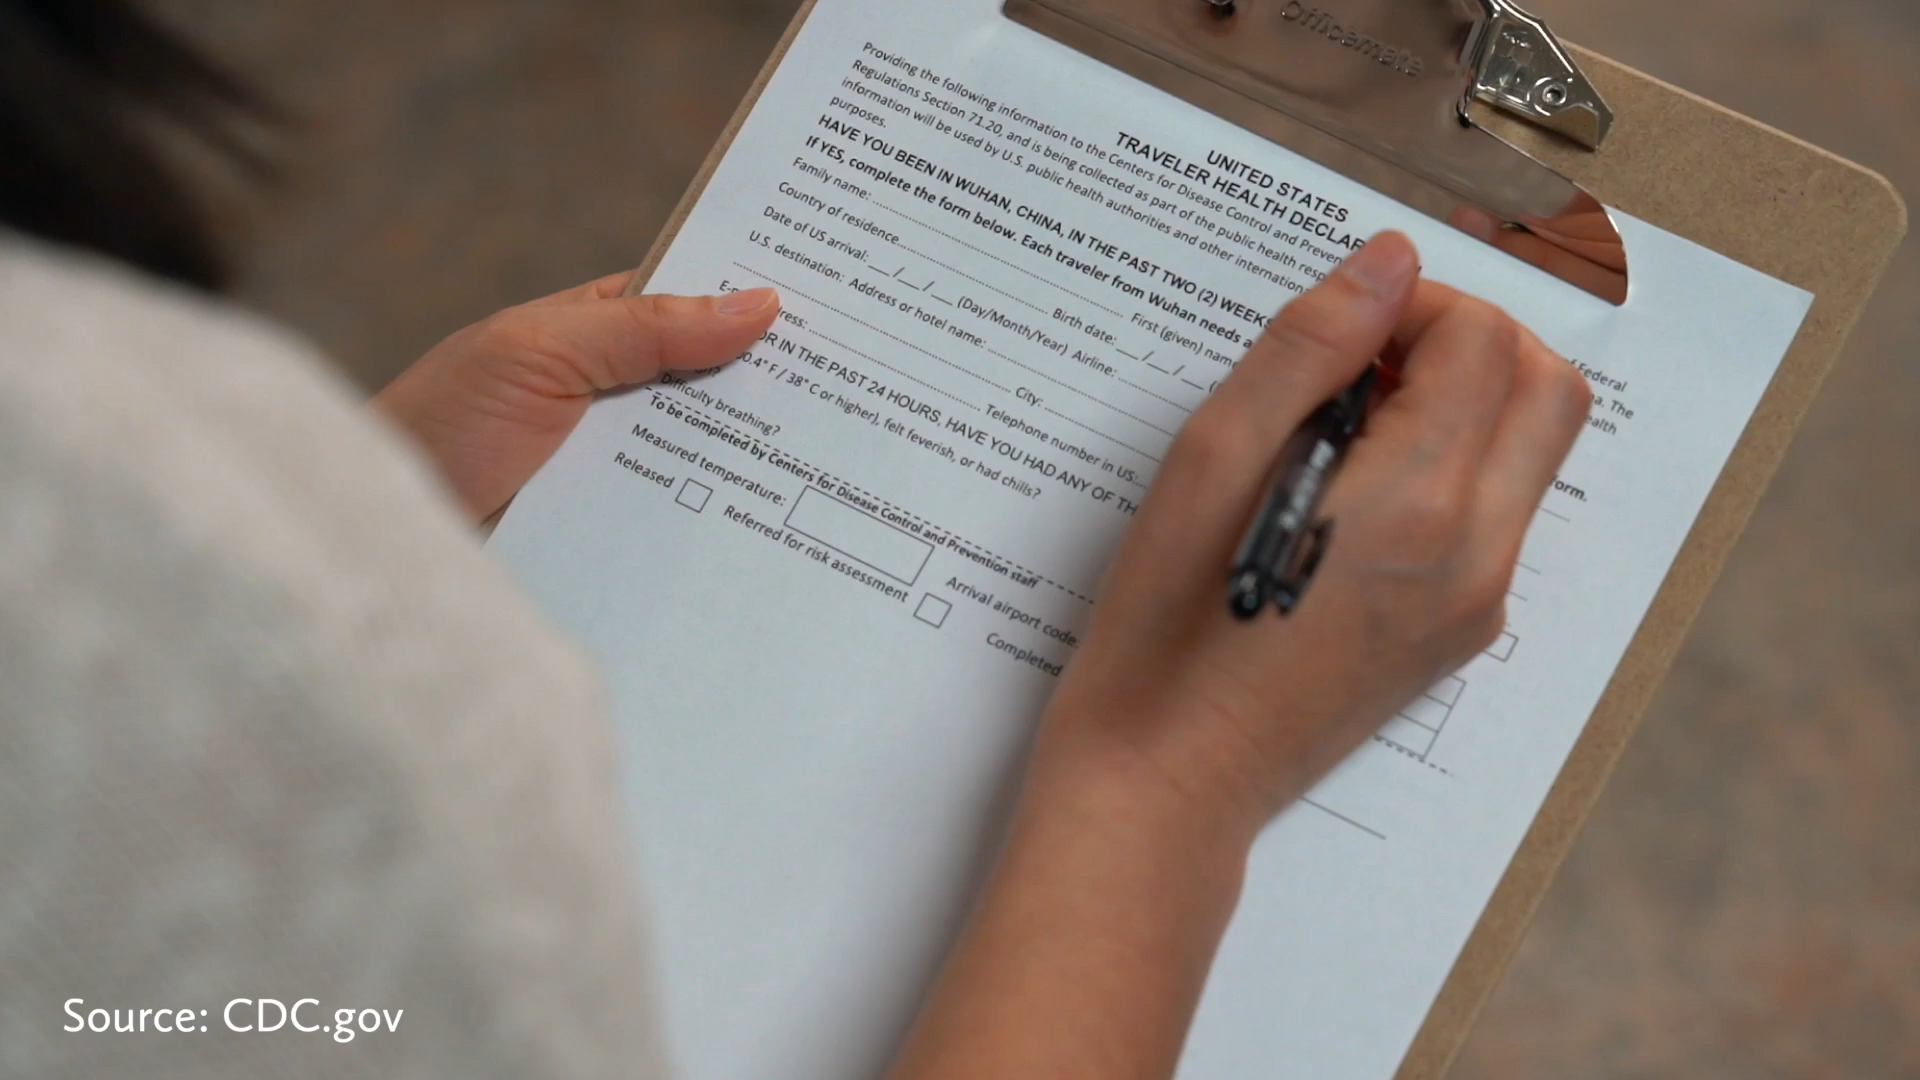 Officemate
UNITED STATES
TRAVELER HEALTH DECLAR
Providing the following information to the Centers for Disease Control and Preven of Federal
Regulations Section 71.20, and is being collected as part of the public health resp a. The
information will be used by U.S. public health authorities and other internation ealth
purposes.
HAVE YOU BEEN IN WUHAN, CHINA, IN THE PAST TWO (2) WEEKS
If YES, complete the form below. Each traveler from Wuhan needs a form.
Family name: First (given) name
Country of residence Birth date: __/__/__ (
Date of US arrival: __/__/__ (Day/Month/Year) Airline:
U.S. destination: Address or hotel name:
City:
dress: Telephone number in US:
OR IN THE PAST 24 HOURS, HAVE YOU HAD ANY OF TH
0.4° F / 38° C or higher), felt feverish, or had chills?
Difficulty breathing?
To be completed by Centers for Disease Control and Prevention staff
Measured temperature: Arrival airport code:
Released Referred for risk assessment Completed
Source: CDC.gov